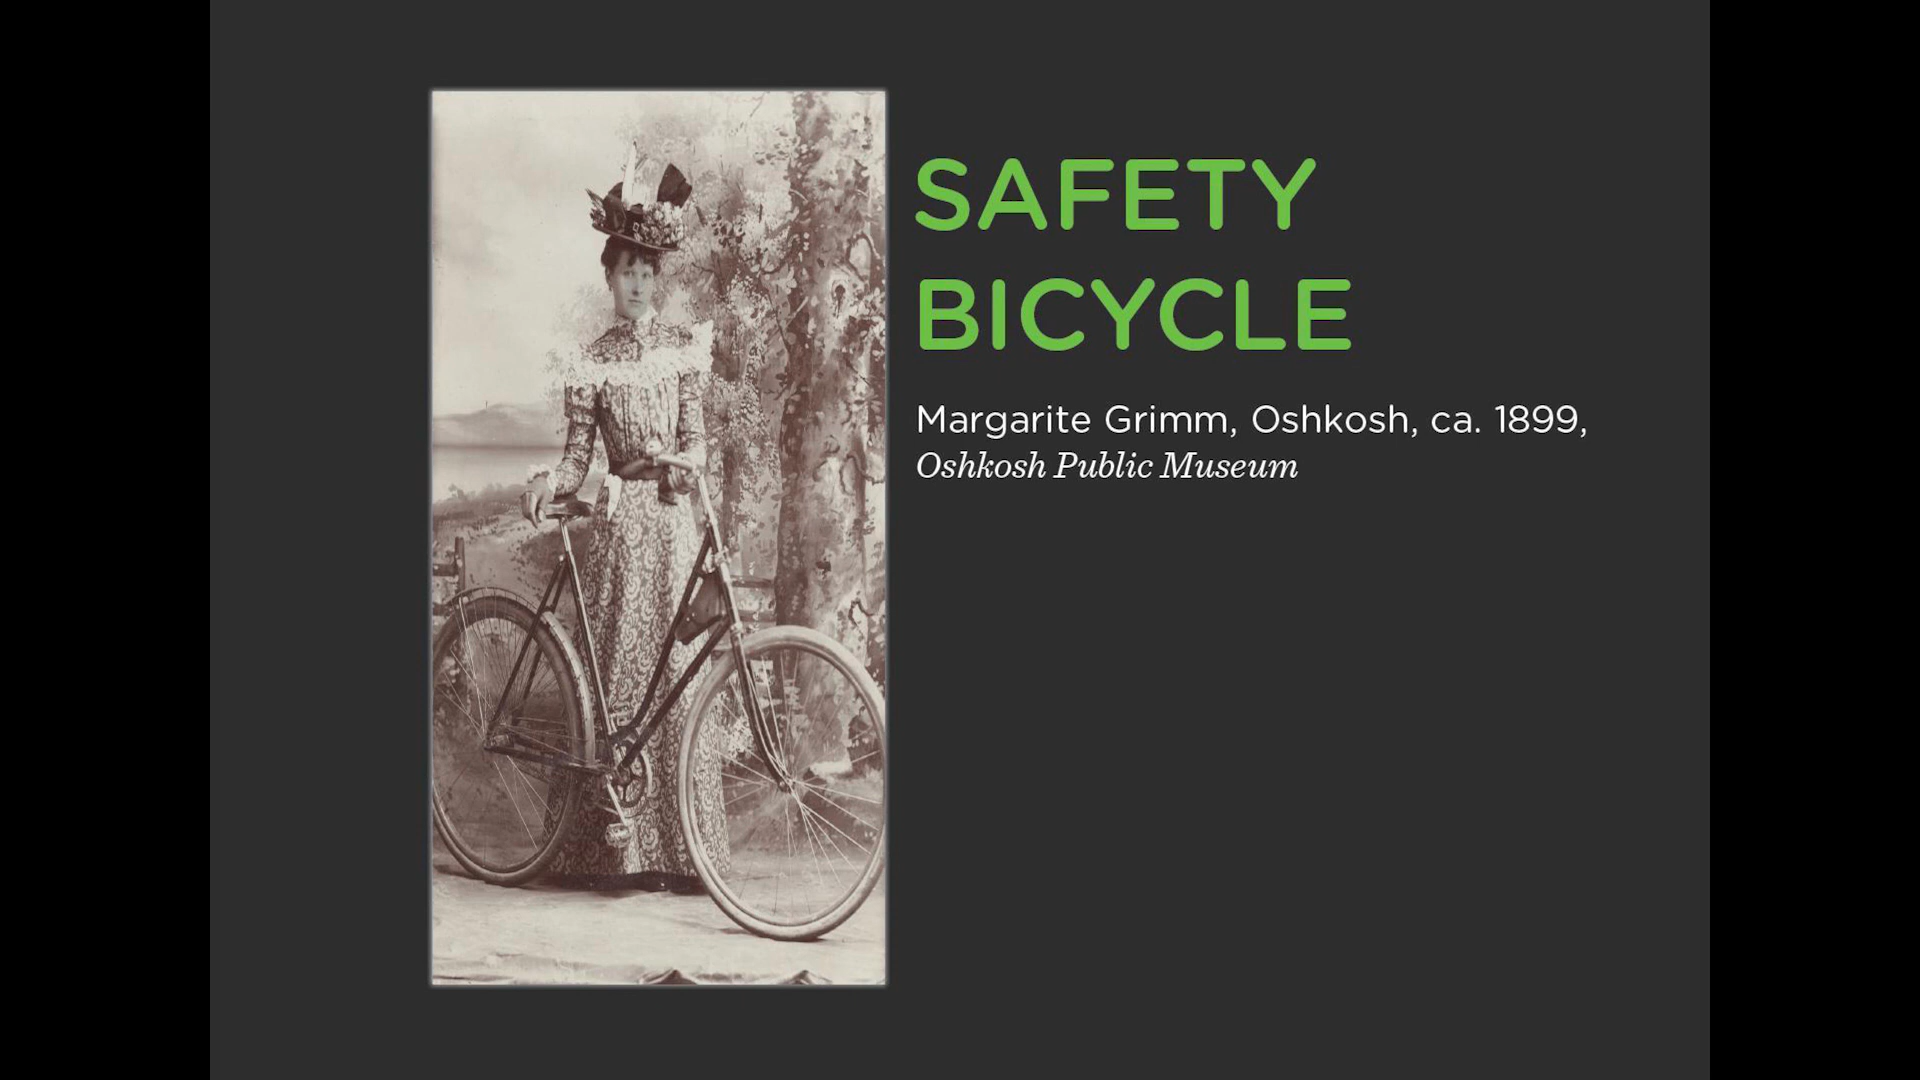 SAFETY
BICYCLE
Margarite Grimm, Oshkosh, ca. 1899,
Oshkosh Public Museum